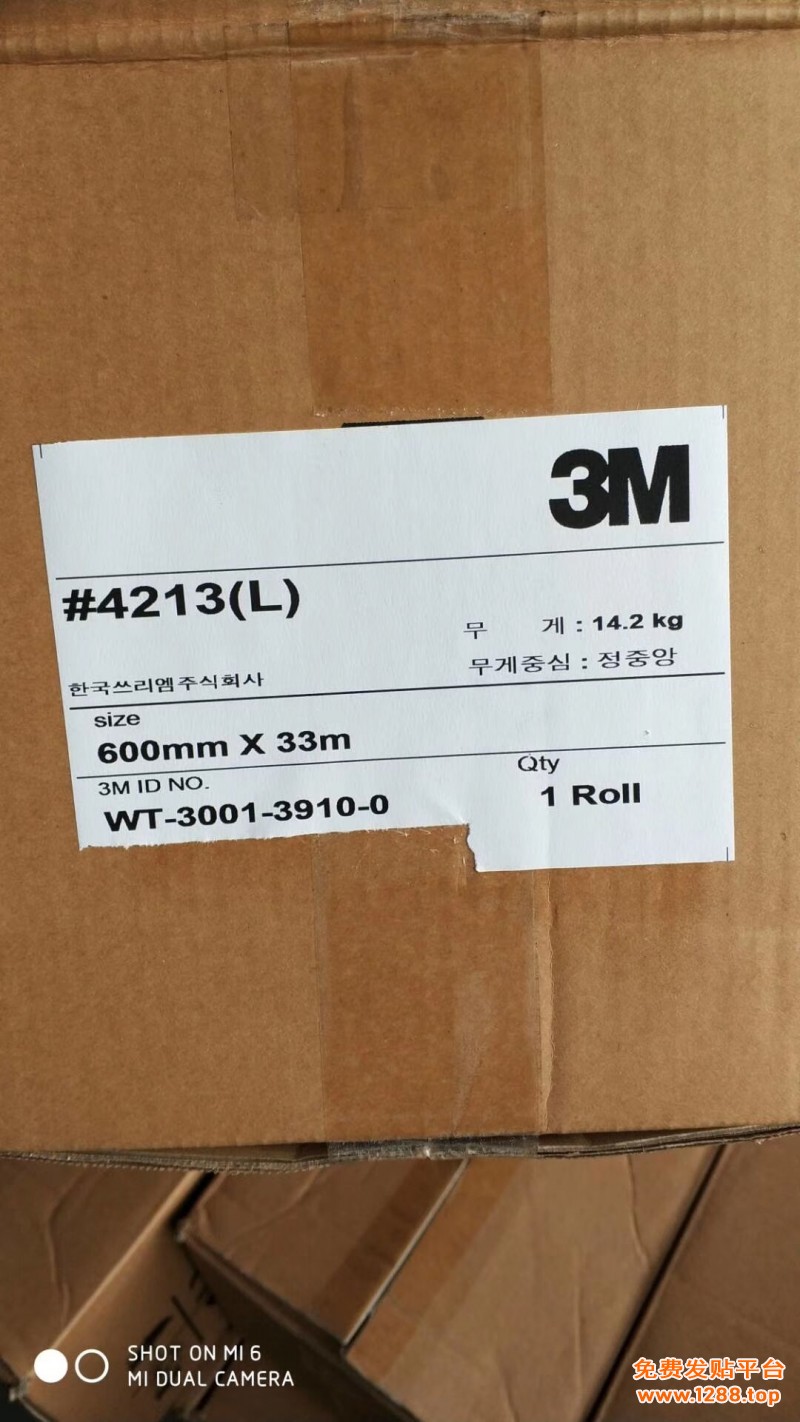 3M
#4213(L)
무 게 : 14.2 kg
무게중심 : 정중앙
한국쓰리엠주식회사
size
600mm X 33m
3M ID NO.
WT-3001-3910-0
Qty
1 Roll
SHOT ON MI 6
MI DUAL CAMERA
免费发贴平台
www.1288.top